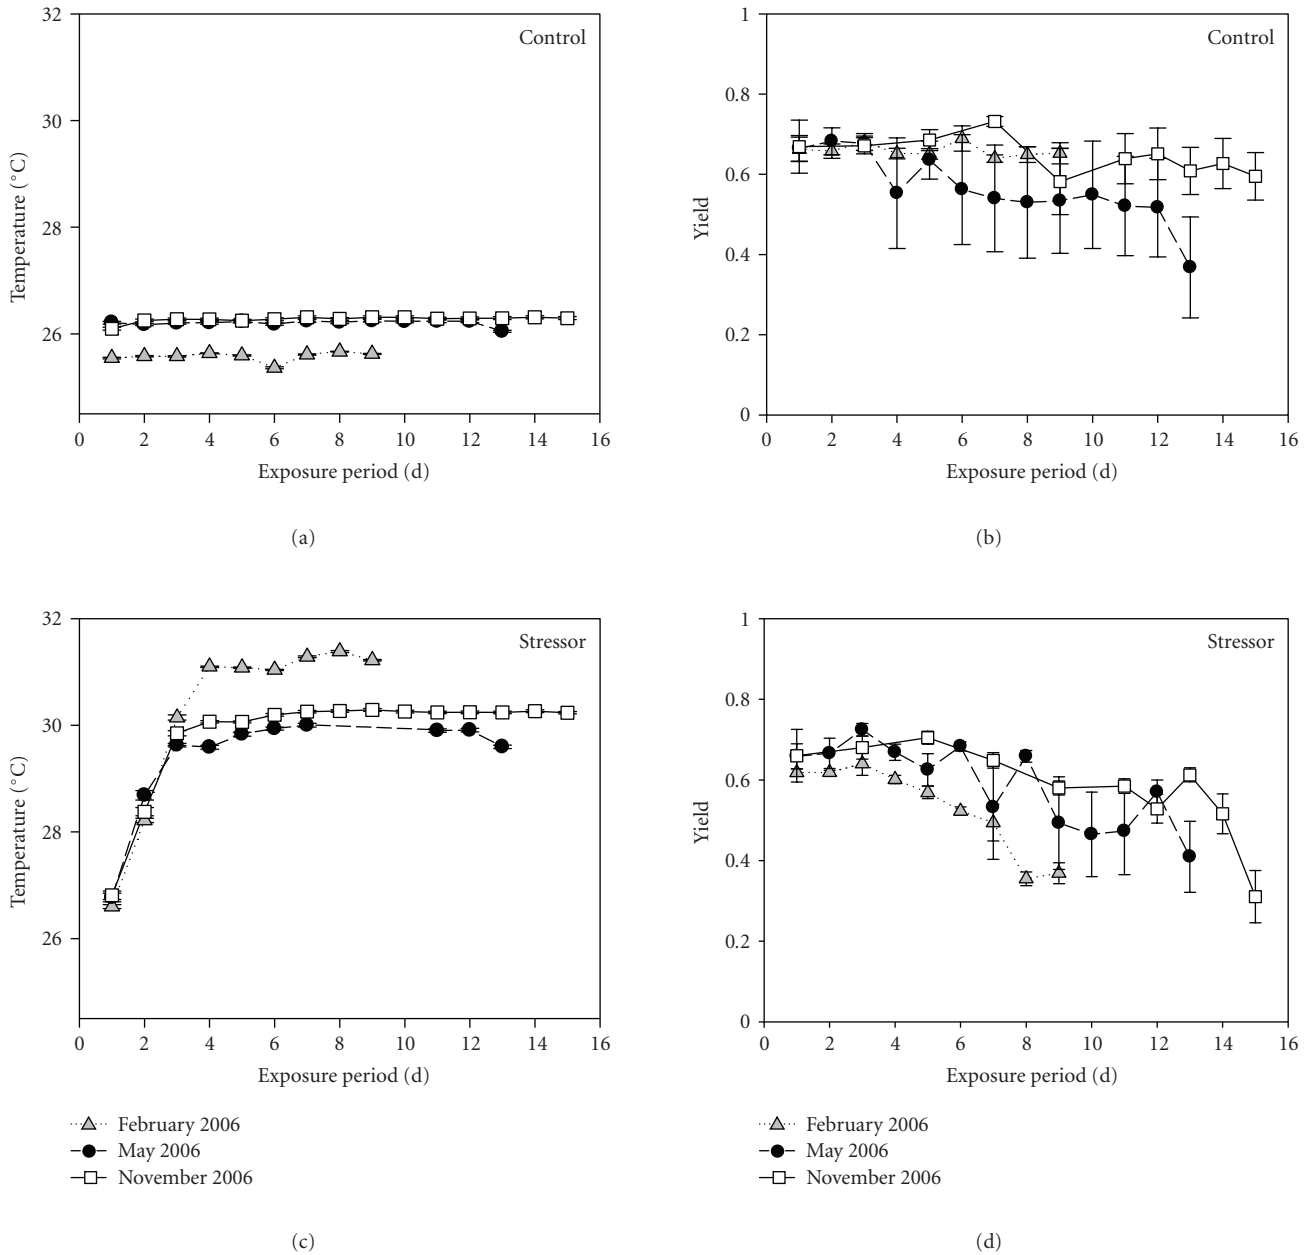 32
30
28
26
Temperature (°C)
Control
0 2 4 6 8 10 12 14 16
Exposure period (d)
(a)
1
0.8
0.6
0.4
0.2
0
Yield
Control
0 2 4 6 8 10 12 14 16
Exposure period (d)
(b)
32
30
28
26
Temperature (°C)
Stressor
0 2 4 6 8 10 12 14 16
Exposure period (d)
February 2006
May 2006
November 2006
(c)
1
0.8
0.6
0.4
0.2
0
Yield
Stressor
0 2 4 6 8 10 12 14 16
Exposure period (d)
February 2006
May 2006
November 2006
(d)